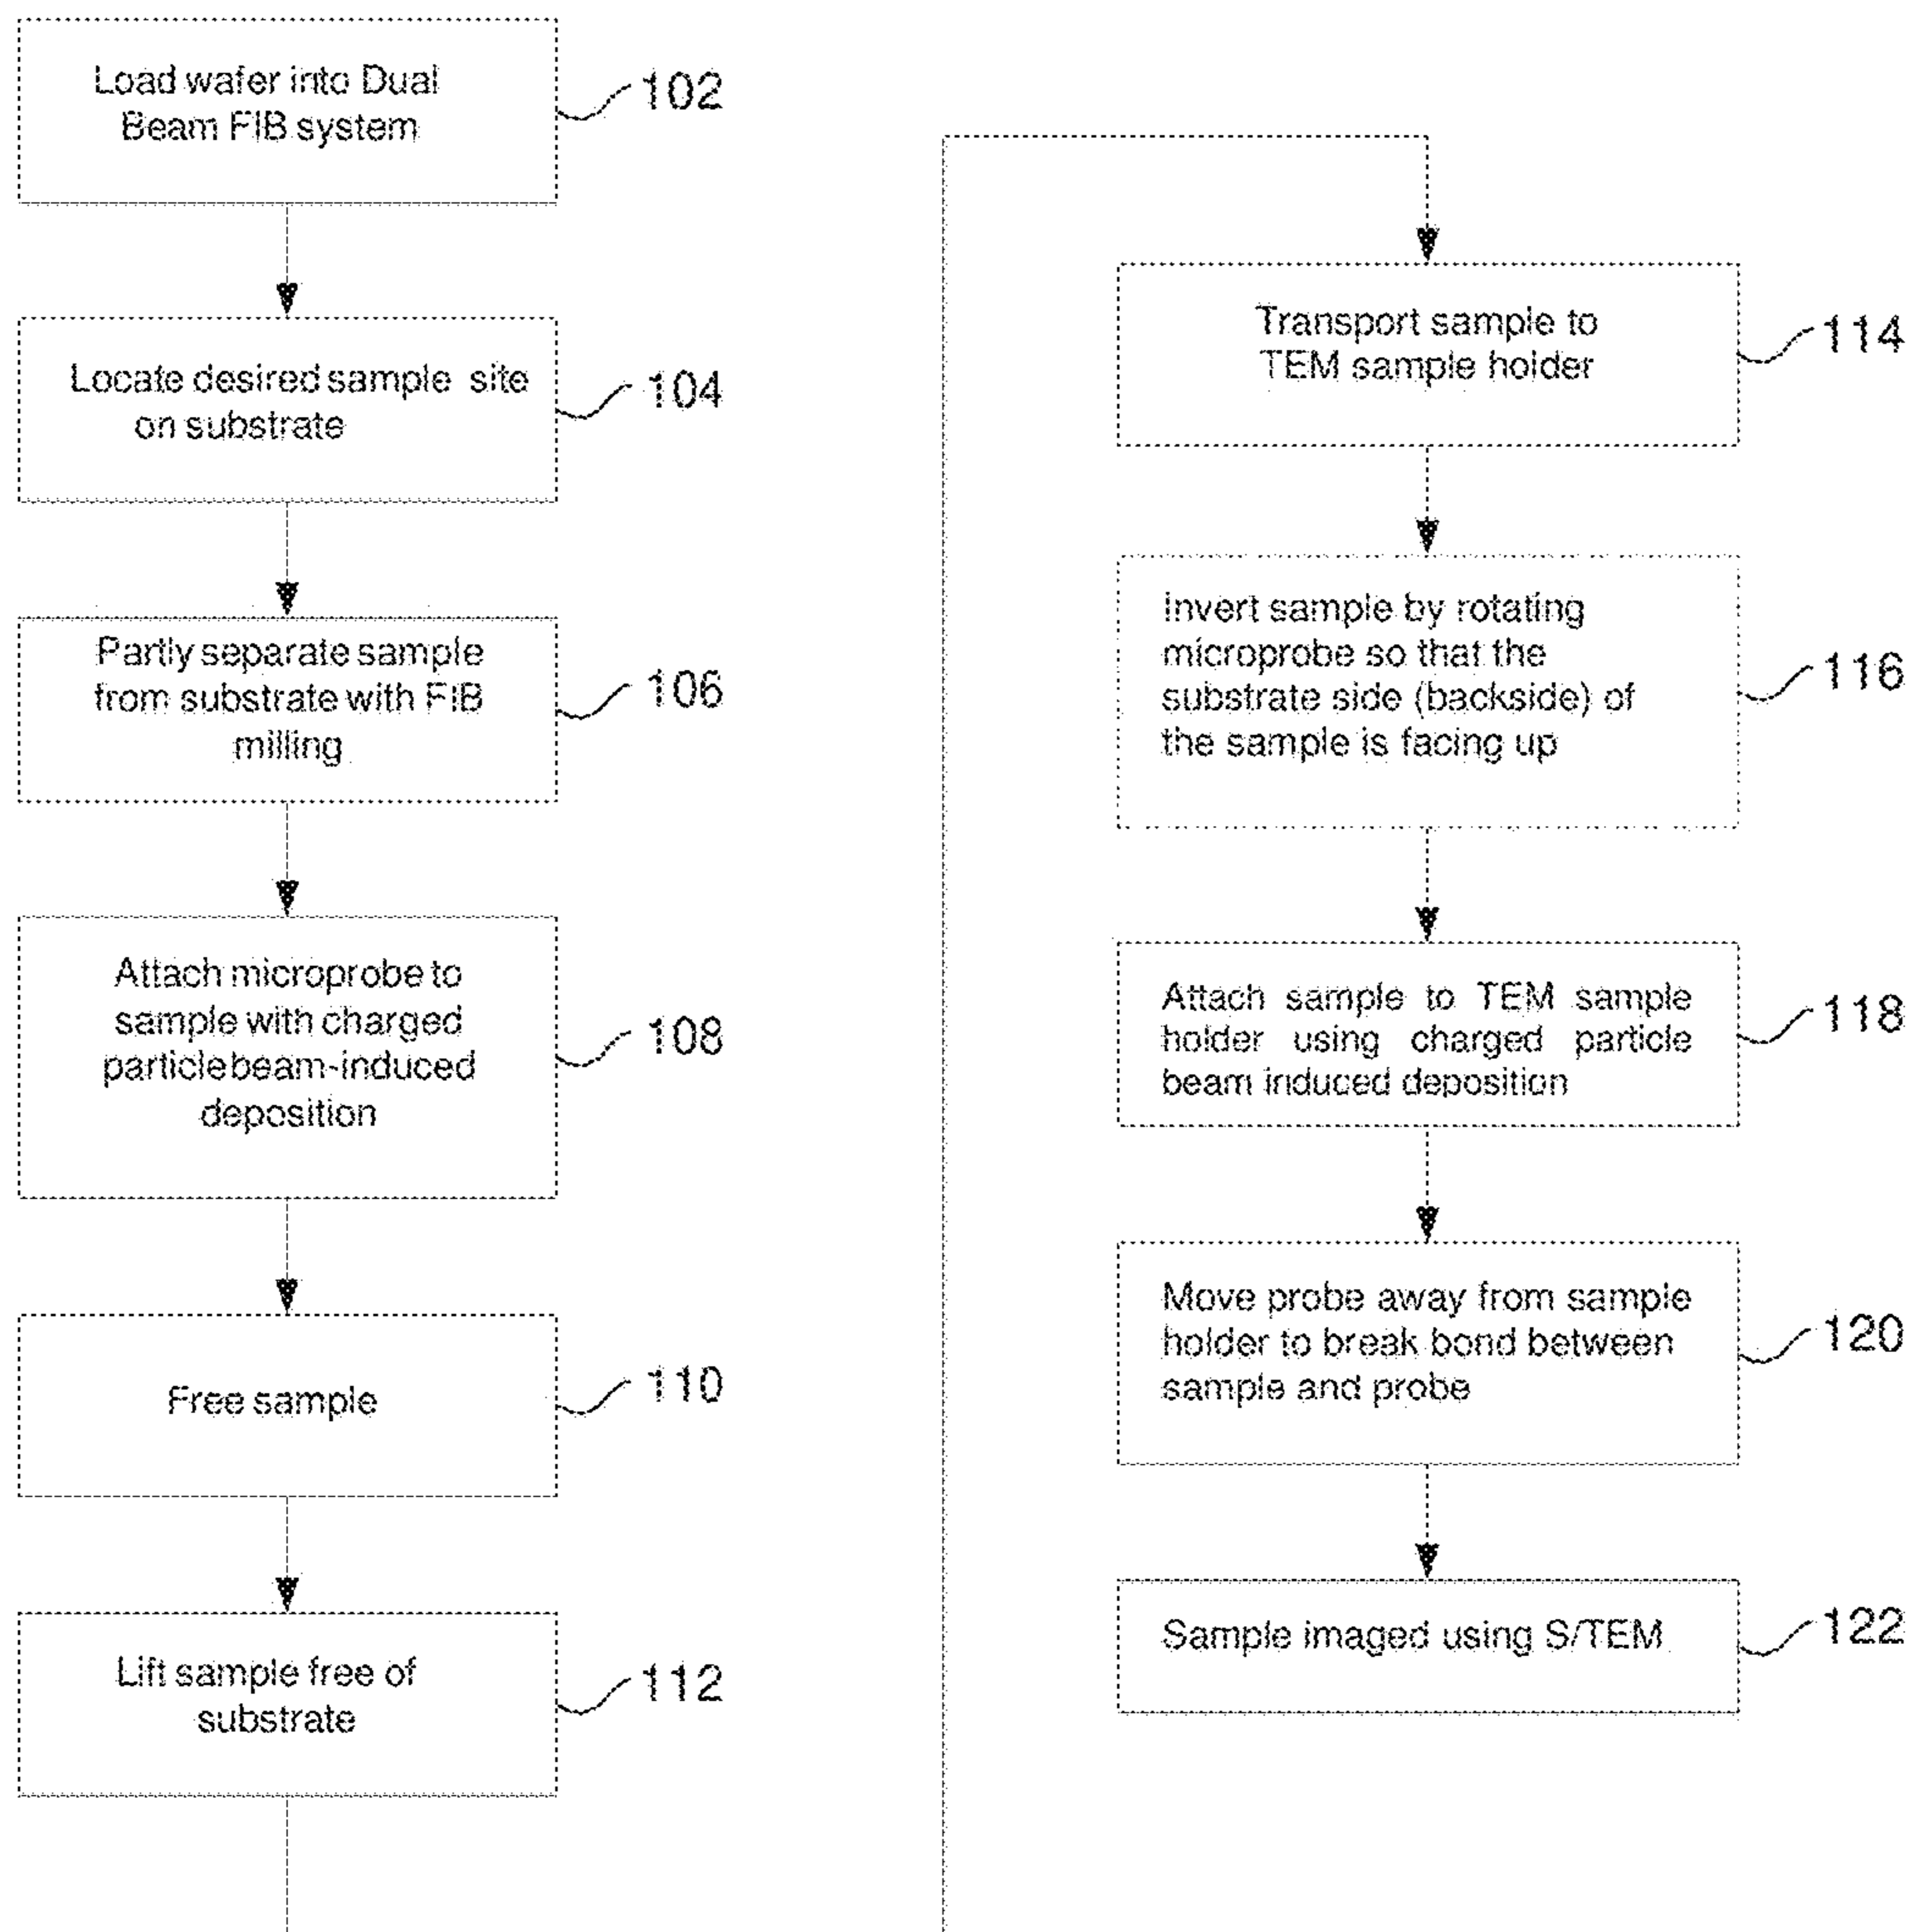 Load wafer into Dual
Beam FIB system
102
Locate desired sample site
on substrate
104
Partly separate sample
from substrate with FIB
milling
106
Attach microprobe to
sample with charged
particle beam-induced
deposition
108
Free sample
110
Lift sample free of
substrate
112
Transport sample to
TEM sample holder
114
Invert sample by rotating
microprobe so that the
substrate side (backside) of
the sample is facing up
116
Attach sample to TEM sample
holder using charged particle
beam induced deposition
118
Move probe away from sample
holder to break bond between
sample and probe
120
Sample imaged using S/TEM
122